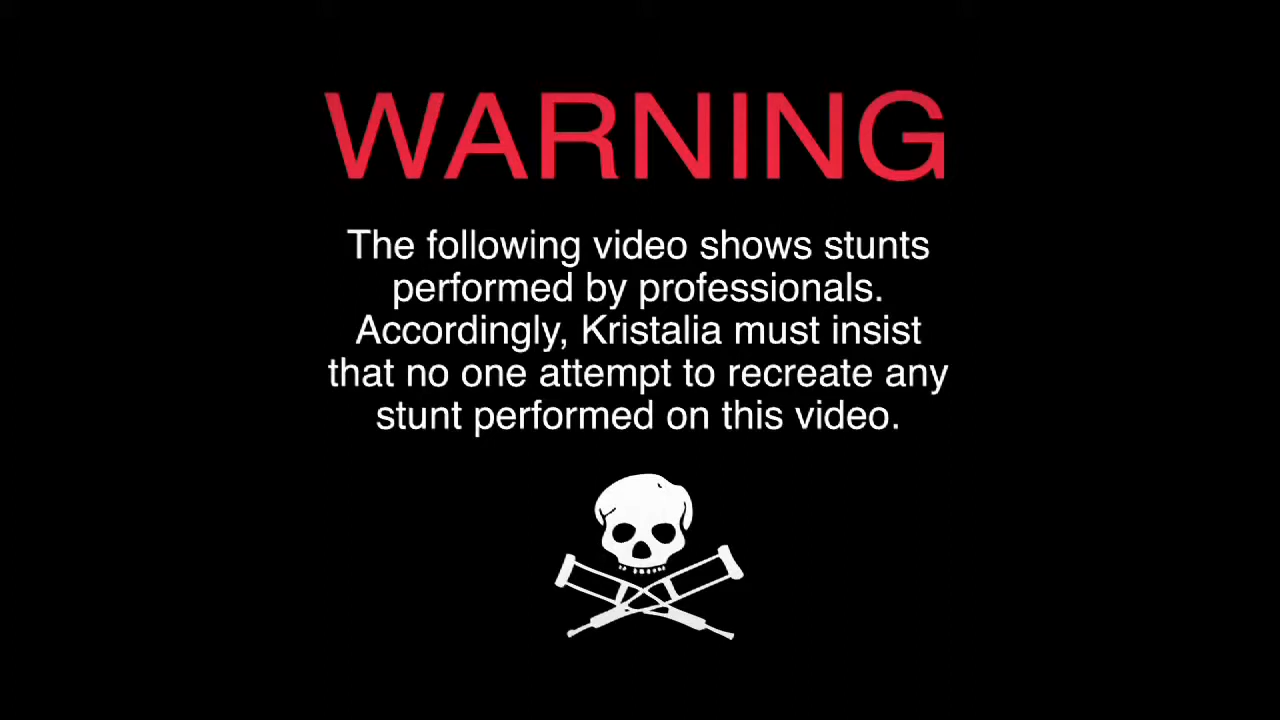 WARNING
The following video shows stunts
performed by professionals.
Accordingly, Kristalia must insist
that no one attempt to recreate any
stunt performed on this video.